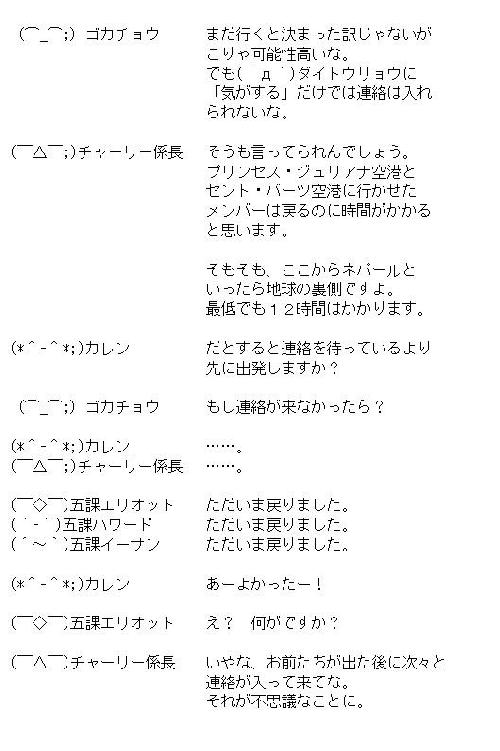 (￣_￣;) ゴカチョウ　　まだ行くと決まった訳じゃないが
こりゃ可能性高いな。
でも(　ﾟдﾟ)ダイトウリョウに
「気がする」だけでは連絡は入れ
られないな。
(￣△￣;)チャーリー係長　　そうも言ってられんでしょう。
プリンセス・ジュリアナ空港と
セント・バーツ空港に行かせた
メンバーは戻るのに時間がかかる
と思います。
そもそも、ここからネパールと
いったら地球の裏側ですよ。
最低でも１２時間はかかります。
(*＾-＾*;)カレン　　だとすると連絡を待っているより
先に出発しますか？
(￣_￣;) ゴカチョウ　　もし連絡が来なかったら？
(*＾-＾*;)カレン　　……。
(￣△￣;)チャーリー係長　　……。
(￣◇￣)五課エリオット　　ただいま戻りました。
(゜-゜)五課ハワード　　ただいま戻りました。
(＾～＾)五課イーサン　　ただいま戻りました。
(*＾-＾*;)カレン　　あーよかったー！
(￣◇￣)五課エリオット　　え？　何がですか？
(￣∧￣)チャーリー係長　　いやな、お前たちが出た後に次々と
連絡が入って来てな。
それが不思議なことに。